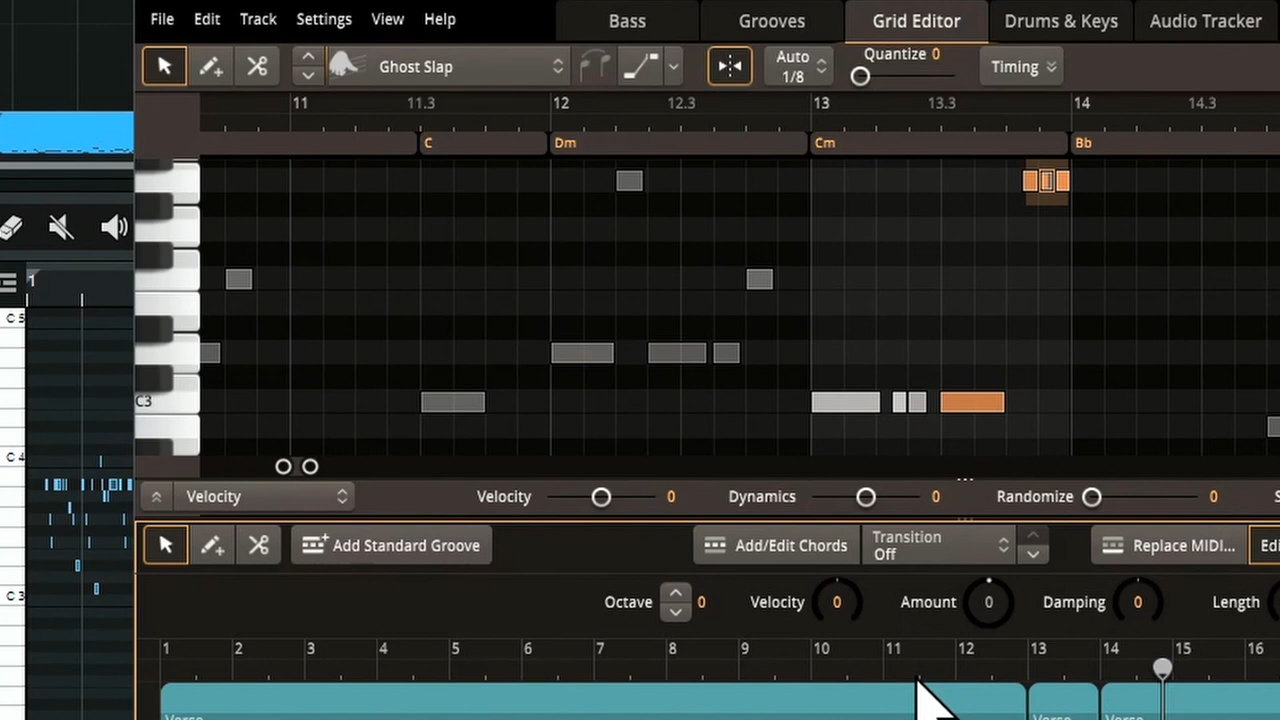 File Edit Track Settings View Help Bass Grooves Grid Editor Drums & Keys Audio Tracker
Ghost Slap Auto 1/8 Quantize 0 Timing
11 11.3 12 12.3 13 13.3 14 14.3
C Dm Cm Bb
1
C 5
C3
C 4
C 3
Velocity Velocity 0 Dynamics 0 Randomize 0 S
Add Standard Groove Add/Edit Chords Transition Off Replace MIDI... Edi
Octave 0 Velocity 0 Amount 0 Damping 0 Length
1 2 3 4 5 6 7 8 9 10 11 12 13 14 15 16
Verse Verse Verse